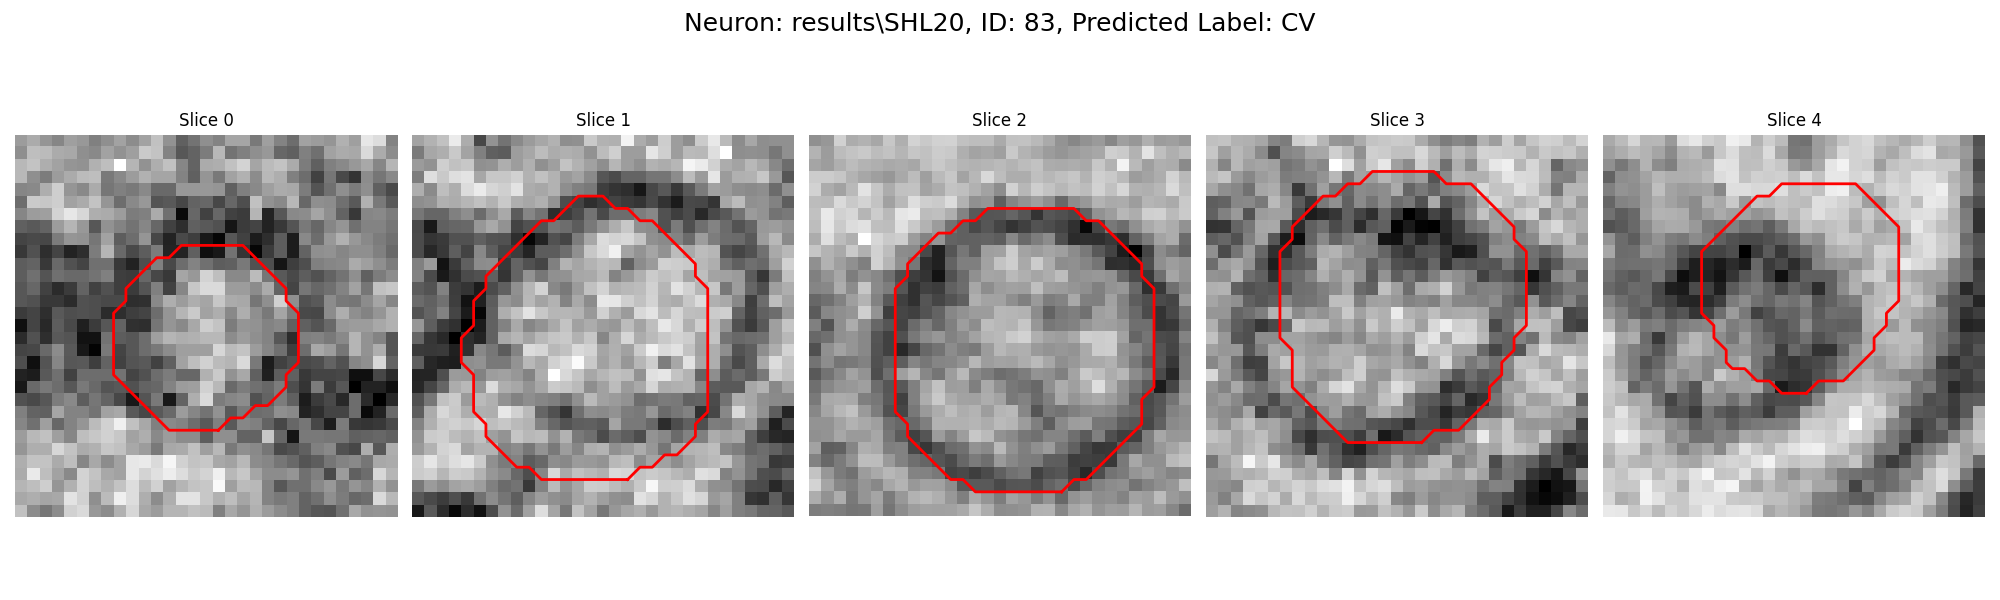 Neuron: results\SHL20, ID: 83, Predicted Label: CV
Slice 0
Slice 1
Slice 2
Slice 3
Slice 4